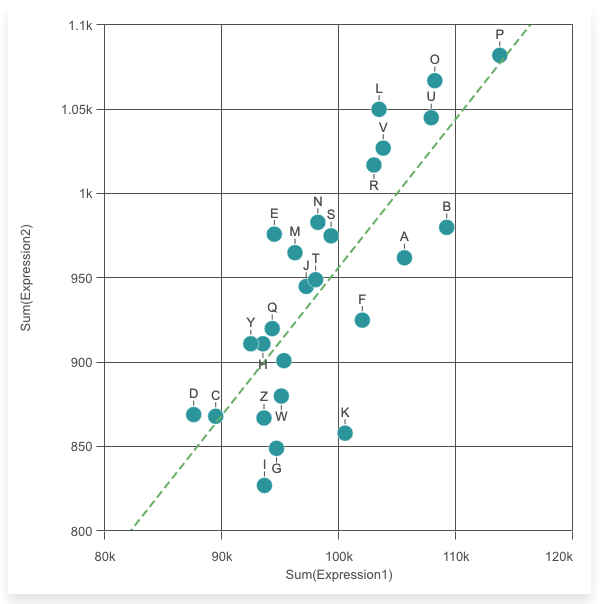 1.1k
P
O
L
U
1.05k
V
R
1k
N
B
E
S
M
A
J
T
950
F
Q
Y
H
900
D
C
Z
W
K
850
I
G
800
80k
90k
100k
110k
120k
Sum(Expression1)
Sum(Expression2)